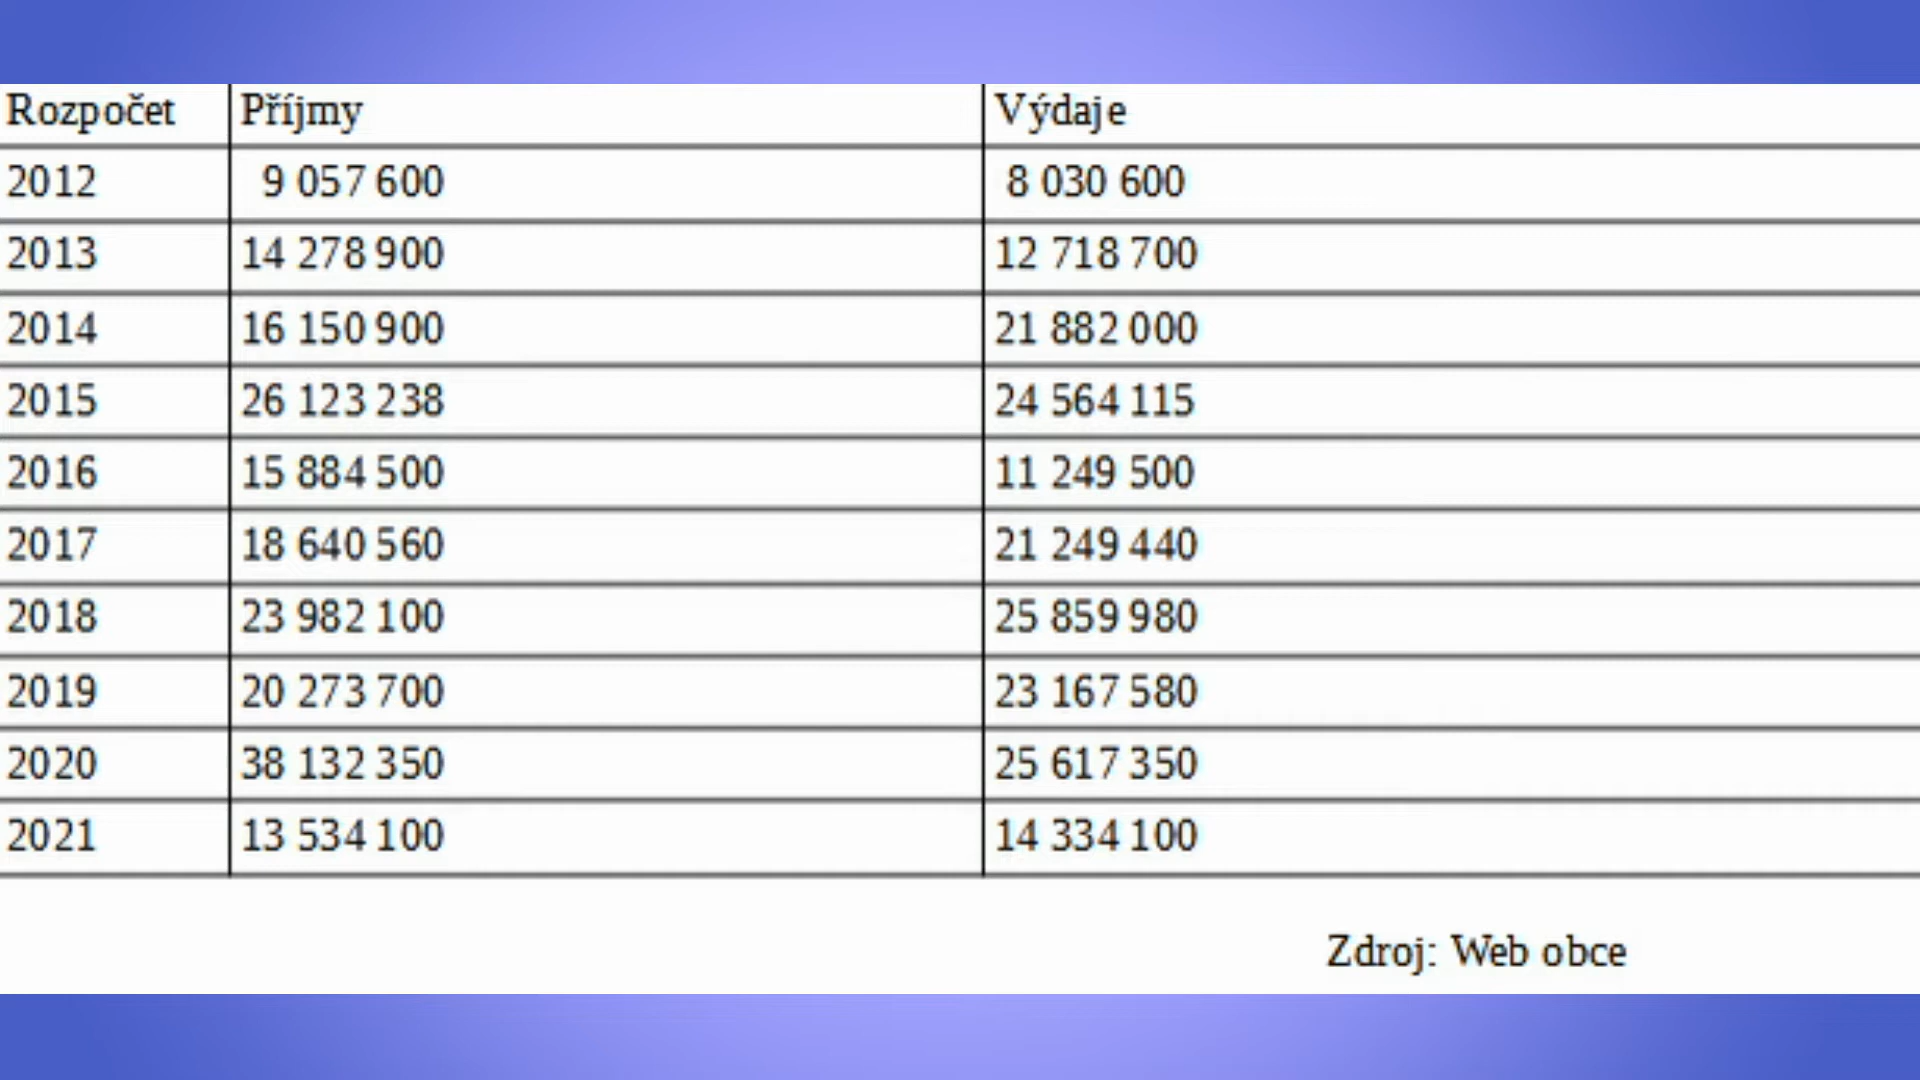 Rozpočet Příjmy Výdaje
2012 9 057 600 8 030 600
2013 14 278 900 12 718 700
2014 16 150 900 21 882 000
2015 26 123 238 24 564 115
2016 15 884 500 11 249 500
2017 18 640 560 21 249 440
2018 23 982 100 25 859 980
2019 20 273 700 23 167 580
2020 38 132 350 25 617 350
2021 13 534 100 14 334 100
Zdroj: Web obce